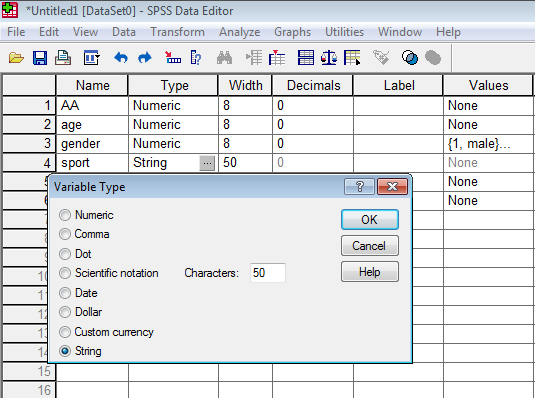 *Untitled1 [DataSet0] - SPSS Data Editor
File Edit View Data Transform Analyze Graphs Utilities Window Help
Name Type Width Decimals Label Values
1 AA Numeric 8 0 None
2 age Numeric 8 0 None
3 gender Numeric 8 0 {1, male}...
4 sport String ... 50 0 None
None
None
Variable Type
Numeric
Comma
Dot
Scientific notation
Date
Dollar
Custom currency
String
Characters: 50
OK
Cancel
Help
15
16